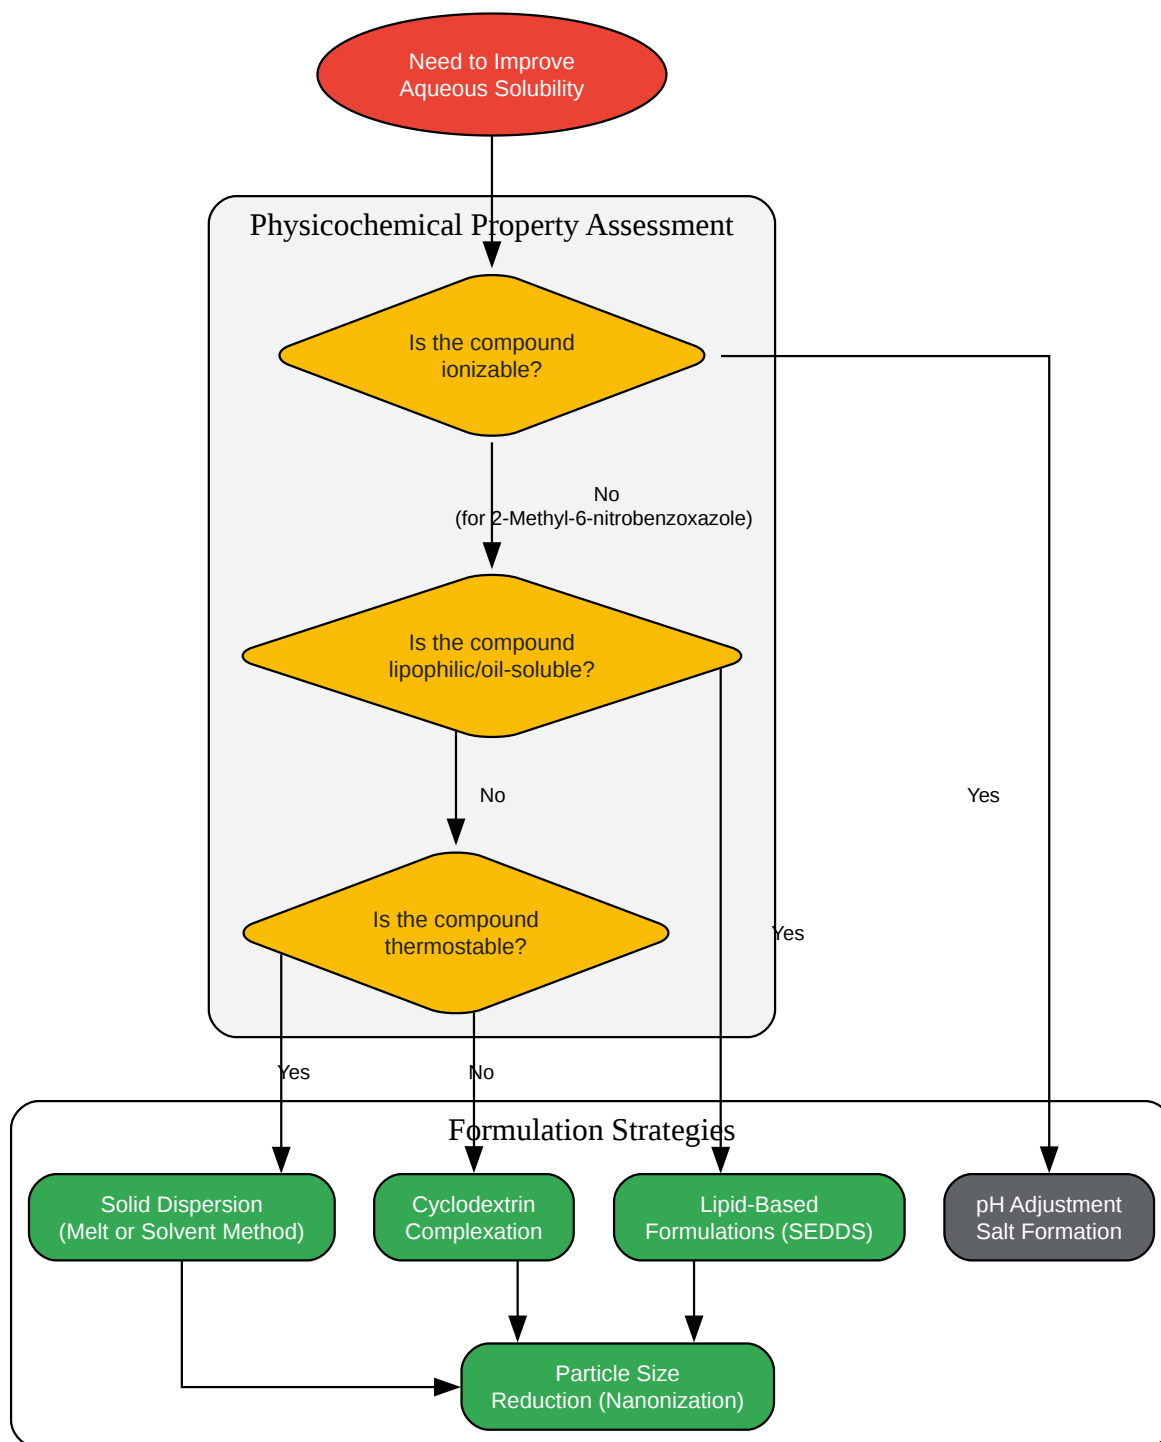 Need to Improve
Aqueous Solubility
Physicochemical Property Assessment
Is the compound
ionizable?
No
(for 2-Methyl-6-nitrobenzoxazole)
Is the compound
lipophilic/oil-soluble?
No
Yes
Is the compound
thermostable?
Yes
Yes
No
Formulation Strategies
Solid Dispersion
(Melt or Solvent Method)
Cyclodextrin
Complexation
Lipid-Based
Formulations (SEDDS)
pH Adjustment
Salt Formation
Particle Size
Reduction (Nanonization)